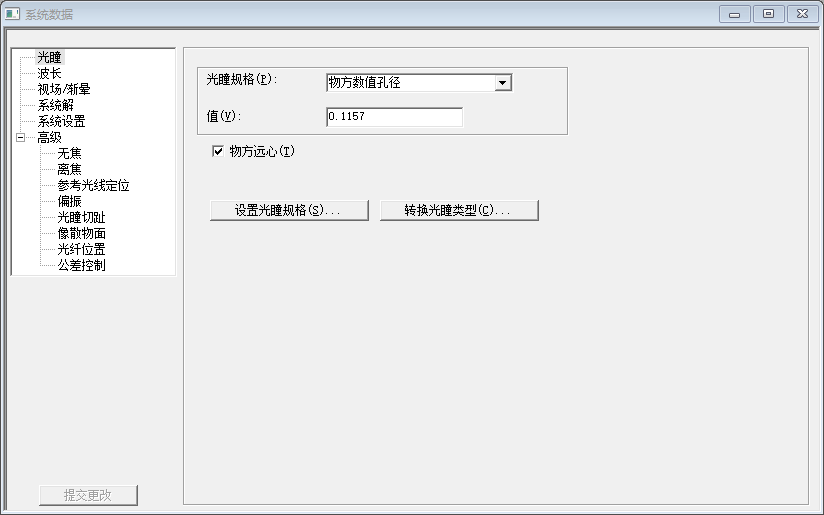 系统数据
光瞳
波长
视场/渐晕
系统解
系统设置
高级
无焦
离焦
参考光线定位
偏振
光瞳切趾
像散物面
光纤位置
公差控制
光瞳规格(P):
物方数值孔径
值(V):
0.1157
物方远心(T)
设置光瞳规格(S)...
转换光瞳类型(C)...
提交更改